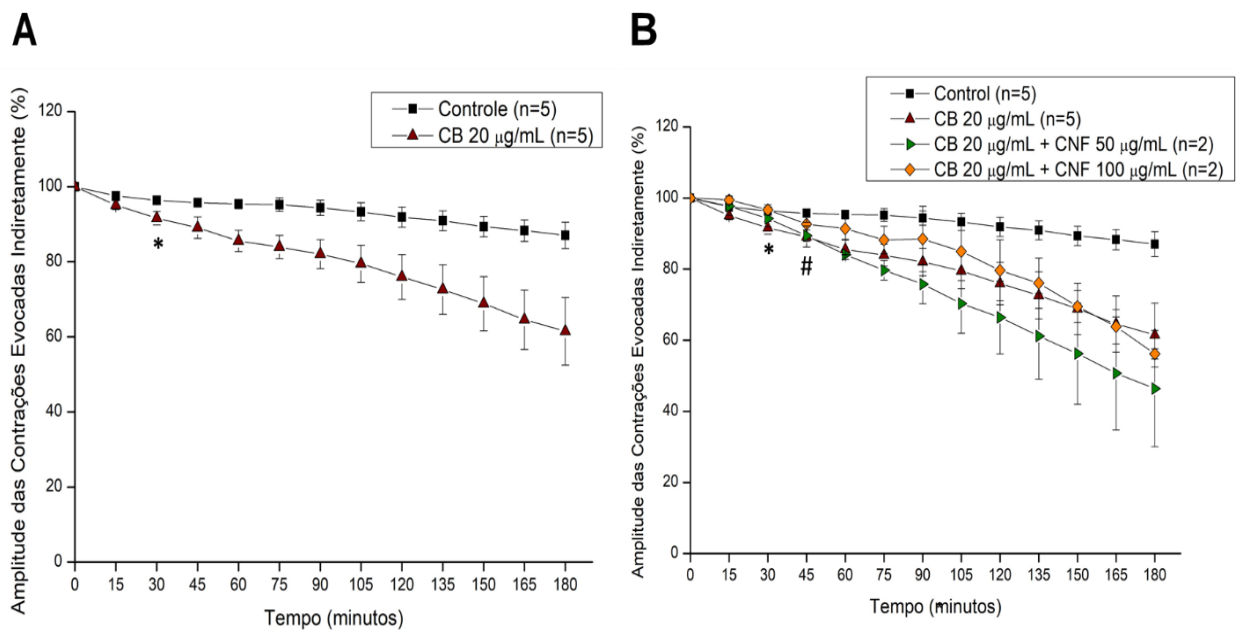 A
Amplitude das Contrações Evocadas Indiretamente (%)
120
100
80
60
40
20
0
Controle (n=5)
CB 20 μg/mL (n=5)
*
0 15 30 45 60 75 90 105 120 135 150 165 180
Tempo (minutos)
B
Amplitude das Contrações Evocadas Indiretamente (%)
120
100
80
60
40
20
0
Control (n=5)
CB 20 μg/mL (n=5)
CB 20 μg/mL + CNF 50 μg/mL (n=2)
CB 20 μg/mL + CNF 100 μg/mL (n=2)
* #
0 15 30 45 60 75 90 105 120 135 150 165 180
Tempo (minutos)